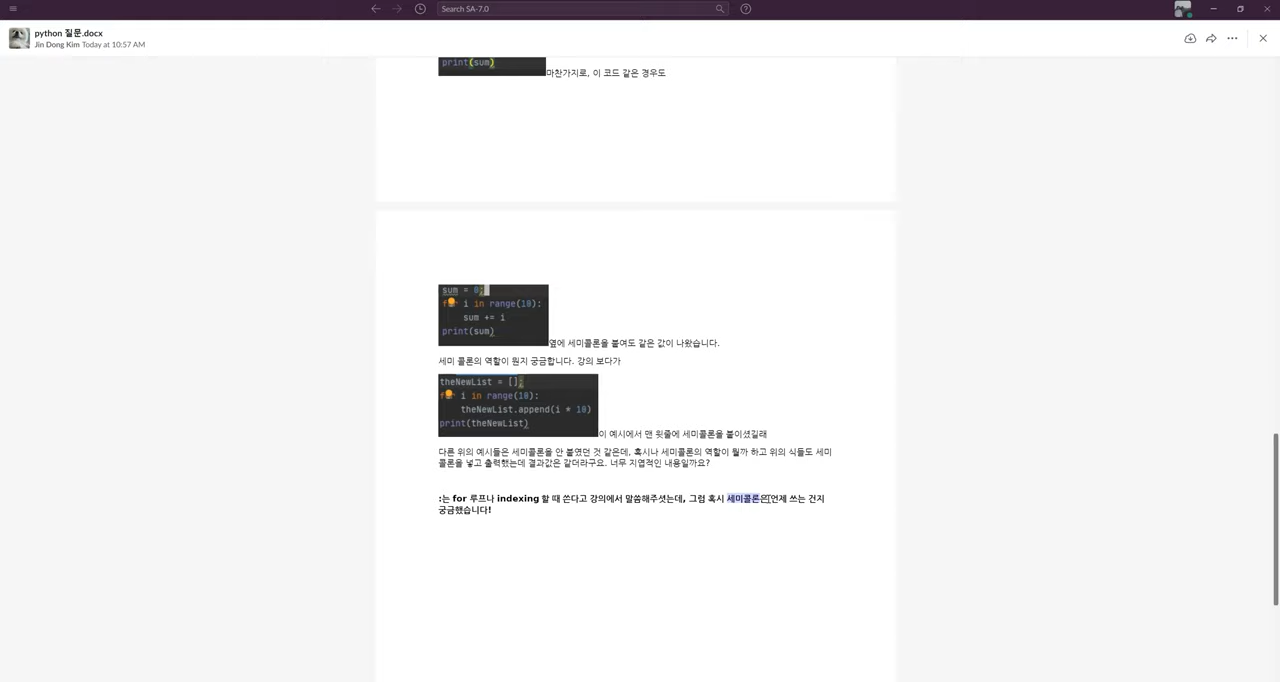 Search SA-7.0
python 질문.docx
Jin Dong Kim Today at 10:57 AM
print(sum)
마찬가지로, 이 코드 같은 경우도
sum = 0;
for i in range(10):
sum += i
print(sum)
옆에 세미콜론을 붙여도 같은 값이 나왔습니다.
세미 콜론의 역할이 뭔지 궁금합니다. 강의 보다가
theNewList = [];
for i in range(10):
theNewList.append(i * 10)
print(theNewList)
이 예시에서 맨 윗줄에 세미콜론을 붙이셨길래
다른 위의 예시들은 세미콜론을 안 붙였던 것 같은데, 혹시나 세미콜론의 역할이 뭘까 하고 위의 식들도 세미
콜론을 넣고 출력했는데 결과값은 같더라구요. 너무 지엽적인 내용일까요?
:는 for 루프나 indexing 할 때 쓴다고 강의에서 말씀해주셧는데, 그럼 혹시 세미콜론은 언제 쓰는 건지
궁금했습니다!